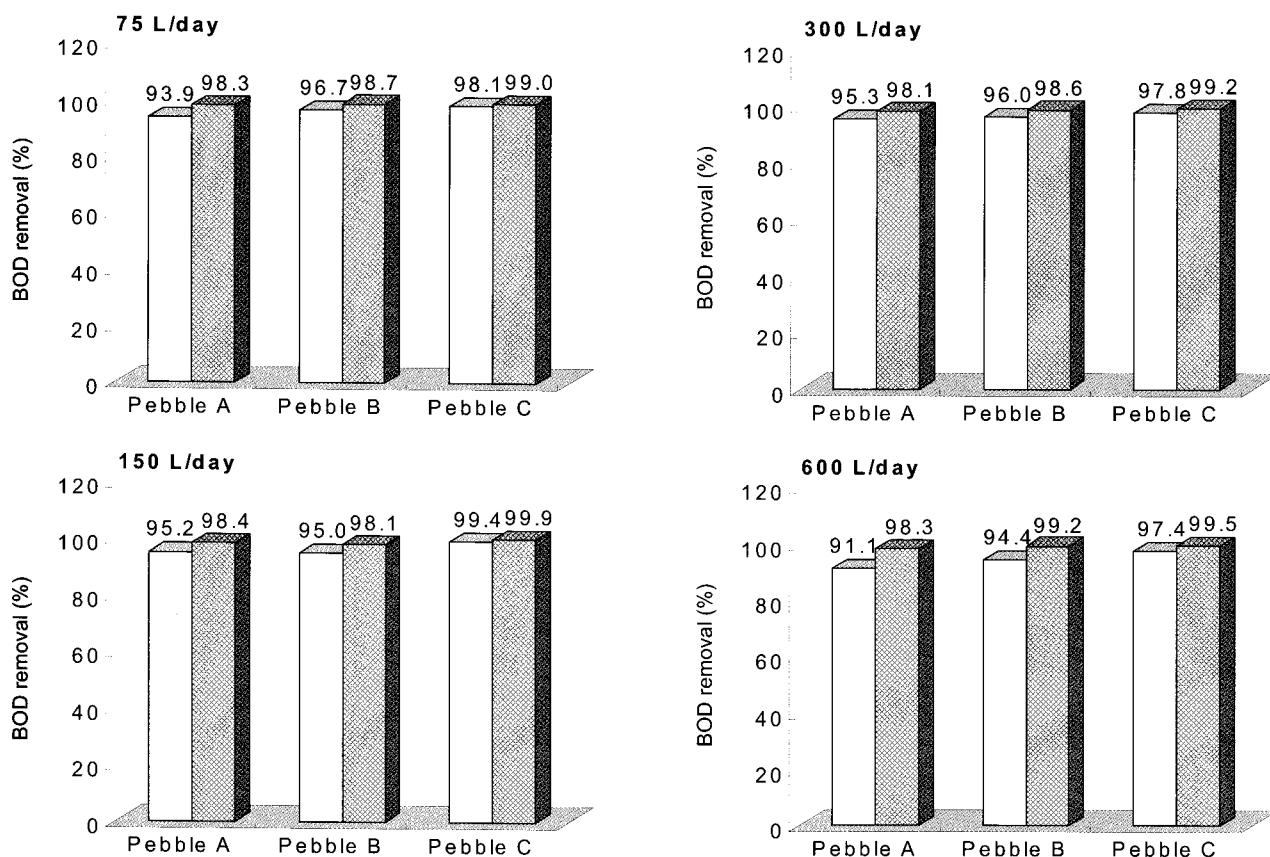 75 L/day
120
100
80
60
40
20
0
BOD removal (%)
93.9 98.3 96.7 98.7 98.1 99.0
Pebble A Pebble B Pebble C
300 L/day
120
100
80
60
40
20
0
BOD removal (%)
95.3 98.1 96.0 98.6 97.8 99.2
Pebble A Pebble B Pebble C
150 L/day
120
100
80
60
40
20
0
BOD removal (%)
95.2 98.4 95.0 98.1 99.4 99.9
Pebble A Pebble B Pebble C
600 L/day
120
100
80
60
40
20
0
BOD removal (%)
91.1 98.3 94.4 99.2 97.4 99.5
Pebble A Pebble B Pebble C